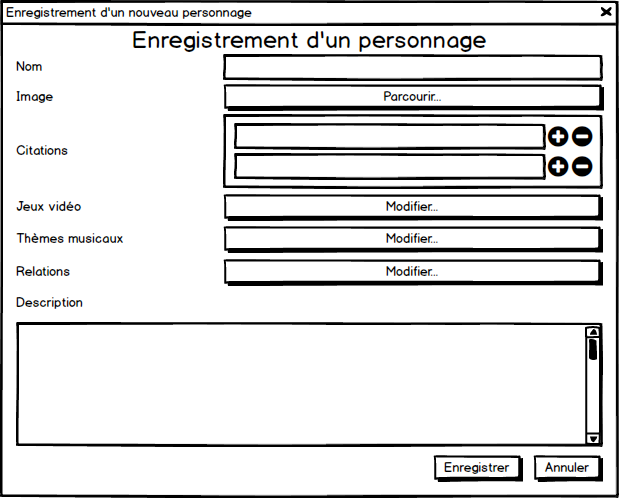 Enregistrement d'un nouveau personnage
Enregistrement d'un personnage
Nom
Image
Parcourir...
Citations
Jeux vidéo
Modifier...
Thèmes musicaux
Modifier...
Relations
Modifier...
Description
Enregistrer
Annuler